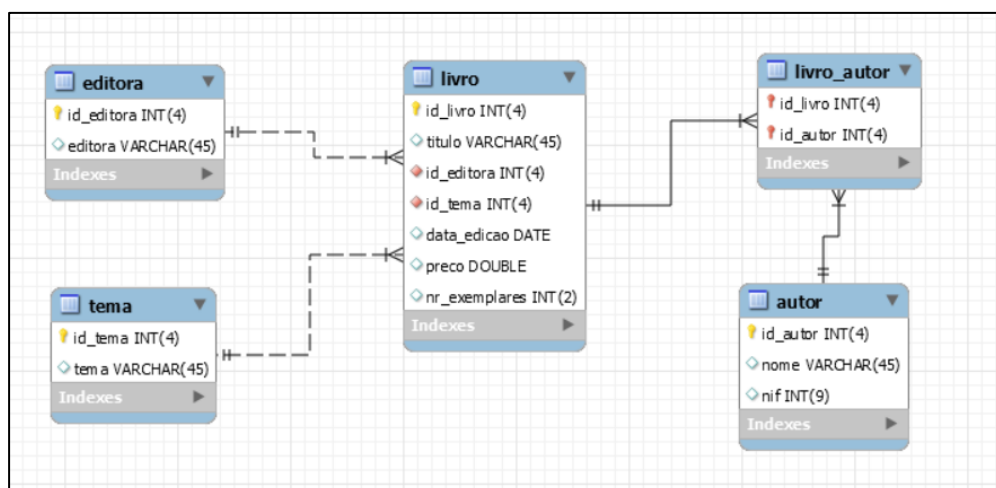 editora
id_editora INT(4)
editora VARCHAR(45)
Indexes
tema
id_tema INT(4)
tema VARCHAR(45)
Indexes
livro
id_livro INT(4)
titulo VARCHAR(45)
id_editora INT(4)
id_tema INT(4)
data_edicao DATE
preco DOUBLE
nr_exemplares INT(2)
Indexes
livro_autor
id_livro INT(4)
id_autor INT(4)
Indexes
autor
id_autor INT(4)
nome VARCHAR(45)
nif INT(9)
Indexes